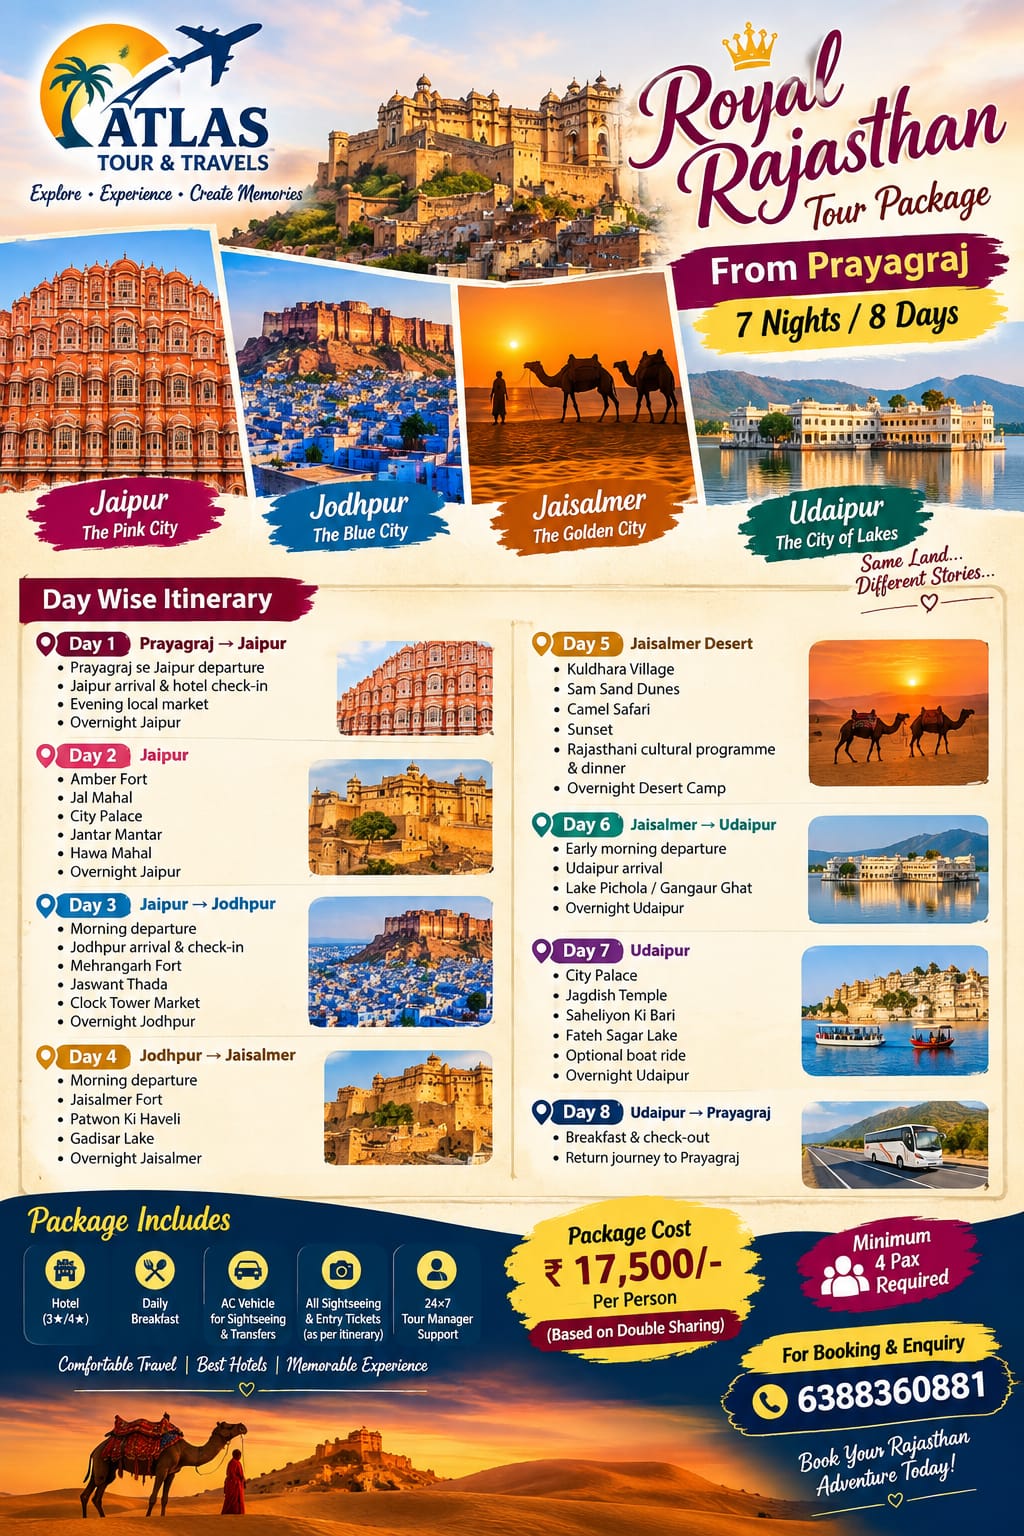 ATLAS
TOUR & TRAVELS
Explore • Experience • Create Memories
Royal
Rajasthan
Tour Package
From Prayagraj
7 Nights / 8 Days
Jaipur
The Pink City
Jodhpur
The Blue City
Jaisalmer
The Golden City
Udaipur
The City of Lakes
Same Land...
Different Stories...
Day Wise Itinerary
Day 1 Prayagraj → Jaipur
• Prayagraj se Jaipur departure
• Jaipur arrival & hotel check-in
• Evening local market
• Overnight Jaipur
Day 2 Jaipur
• Amber Fort
• Jal Mahal
• City Palace
• Jantar Mantar
• Hawa Mahal
• Overnight Jaipur
Day 3 Jaipur → Jodhpur
• Morning departure
• Jodhpur arrival & check-in
• Mehrangarh Fort
• Jaswant Thada
• Clock Tower Market
• Overnight Jodhpur
Day 4 Jodhpur → Jaisalmer
• Morning departure
• Jaisalmer Fort
• Patwon Ki Haveli
• Gadisar Lake
• Overnight Jaisalmer
Day 5 Jaisalmer Desert
• Kuldhara Village
• Sam Sand Dunes
• Camel Safari
• Sunset
• Rajasthani cultural programme
& dinner
• Overnight Desert Camp
Day 6 Jaisalmer → Udaipur
• Early morning departure
• Udaipur arrival
• Lake Pichola / Gangaur Ghat
• Overnight Udaipur
Day 7 Udaipur
• City Palace
• Jagdish Temple
• Saheliyon Ki Bari
• Fateh Sagar Lake
• Optional boat ride
• Overnight Udaipur
Day 8 Udaipur → Prayagraj
• Breakfast & check-out
• Return journey to Prayagraj
Package Includes
Hotel
(3★/4★)
Daily
Breakfast
AC Vehicle
for Sightseeing
& Transfers
All Sightseeing
& Entry Tickets
(as per itinerary)
24×7
Tour Manager
Support
Comfortable Travel | Best Hotels | Memorable Experience
Package Cost
₹ 17,500/-
Per Person
(Based on Double Sharing)
Minimum
4 Pax
Required
For Booking & Enquiry
6388360881
Book Your Rajasthan
Adventure Today!